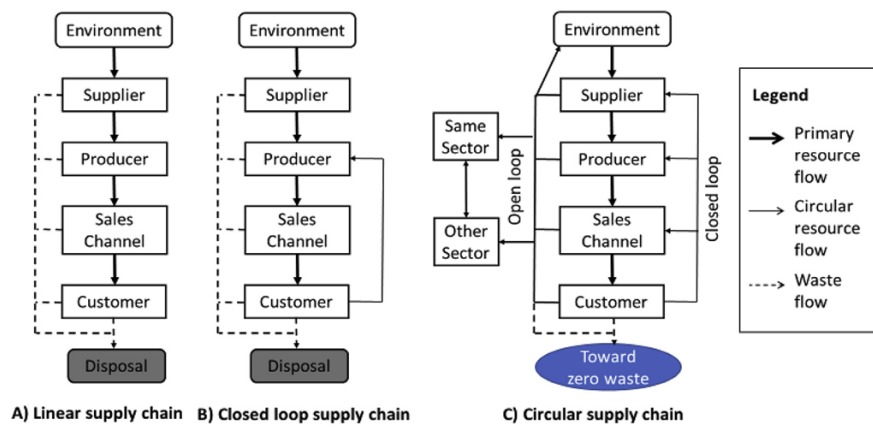 Environment
Supplier
Producer
Sales
Channel
Customer
Disposal
A) Linear supply chain
Environment
Supplier
Producer
Sales
Channel
Customer
Disposal
B) Closed loop supply chain
Environment
Supplier
Producer
Sales
Channel
Customer
Same
Sector
Other
Sector
Open loop
Closed loop
Toward
zero waste
C) Circular supply chain
Legend
Primary
resource
flow
Circular
resource
flow
Waste
flow